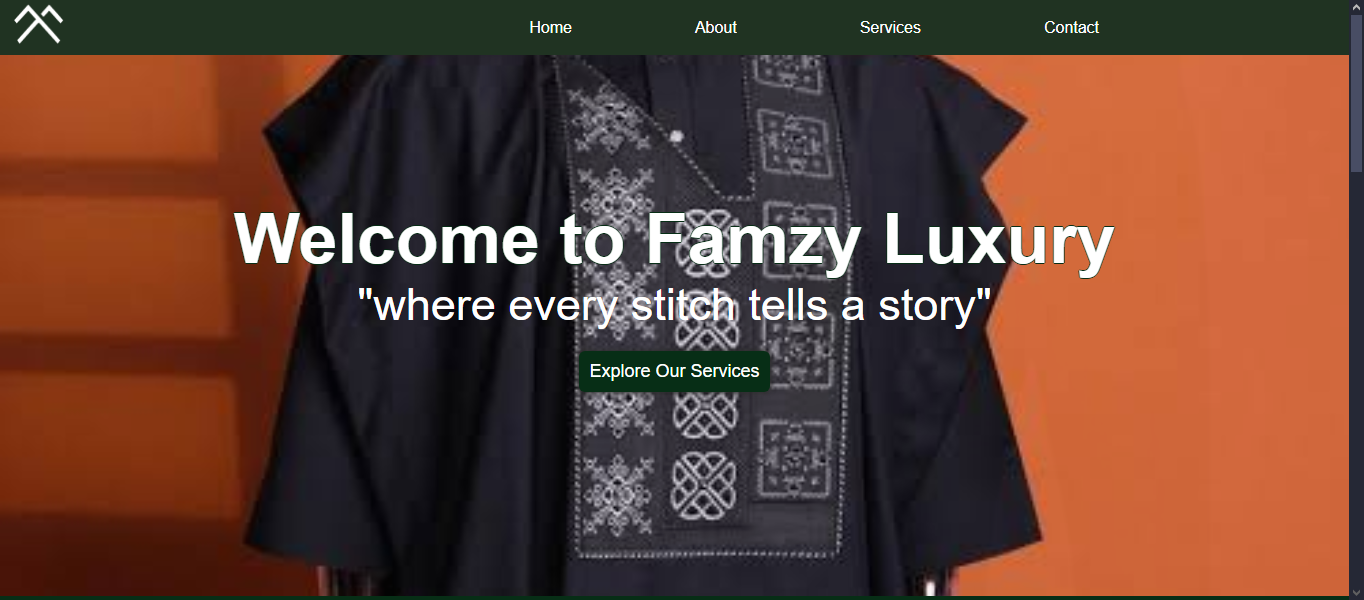 Home About Services Contact
Welcome to Famzy Luxury
"where every stitch tells a story"
Explore Our Services